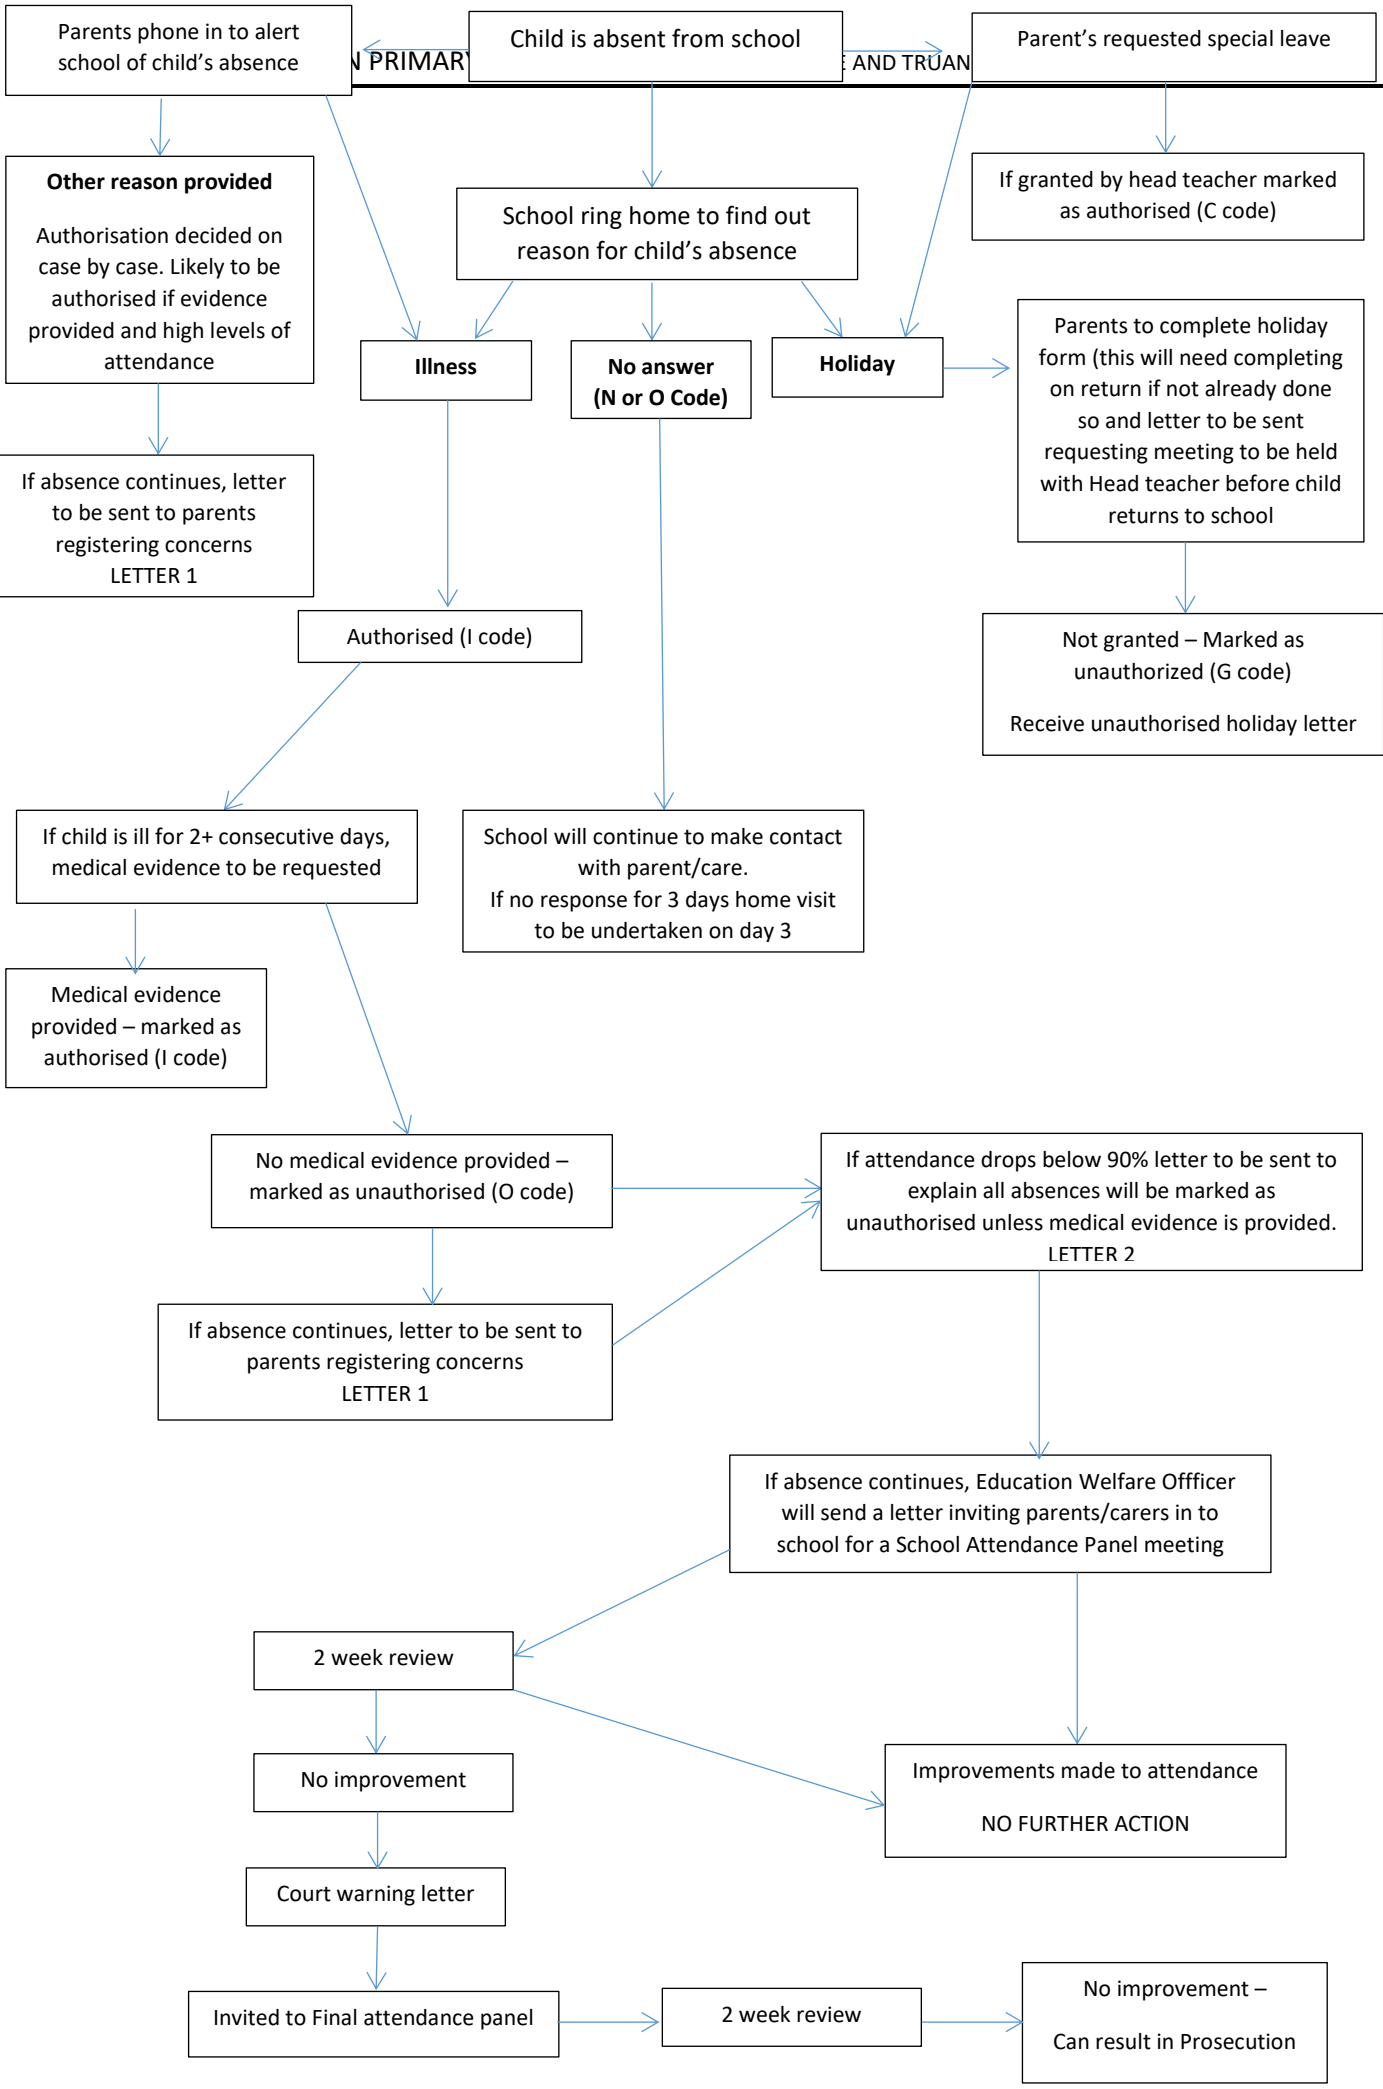 Parents phone in to alert
school of child's absence
Child is absent from school
Parent's requested special leave
PRIMARY
AND TRUAN
Other reason provided
Authorisation decided on
case by case. Likely to be
authorised if evidence
provided and high levels of
attendance
School ring home to find out
reason for child's absence
If granted by head teacher marked
as authorised (C code)
Illness
No answer
(N or O Code)
Holiday
Parents to complete holiday
form (this will need completing
on return if not already done
so and letter to be sent
requesting meeting to be held
with Head teacher before child
returns to school
If absence continues, letter
to be sent to parents
registering concerns
LETTER 1
Authorised (I code)
Not granted – Marked as
unauthorized (G code)
Receive unauthorised holiday letter
If child is ill for 2+ consecutive days,
medical evidence to be requested
School will continue to make contact
with parent/care.
If no response for 3 days home visit
to be undertaken on day 3
Medical evidence
provided – marked as
authorised (I code)
No medical evidence provided –
marked as unauthorised (O code)
If attendance drops below 90% letter to be sent to
explain all absences will be marked as
unauthorised unless medical evidence is provided.
LETTER 2
If absence continues, letter to be sent to
parents registering concerns
LETTER 1
If absence continues, Education Welfare Offficer
will send a letter inviting parents/carers in to
school for a School Attendance Panel meeting
2 week review
No improvement
Improvements made to attendance
NO FURTHER ACTION
Court warning letter
Invited to Final attendance panel
2 week review
No improvement –
Can result in Prosecution